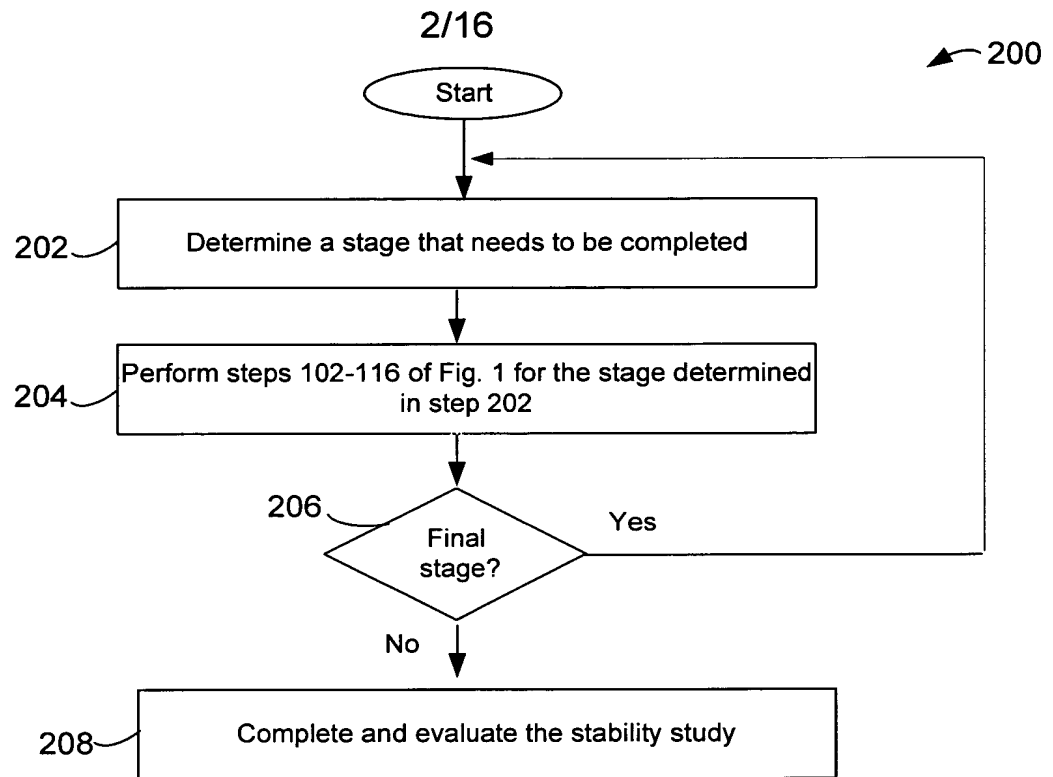 2/16
200
Start
202
Determine a stage that needs to be completed
204
Perform steps 102-116 of Fig. 1 for the stage determined
in step 202
206
Final
stage?
Yes
No
208
Complete and evaluate the stability study